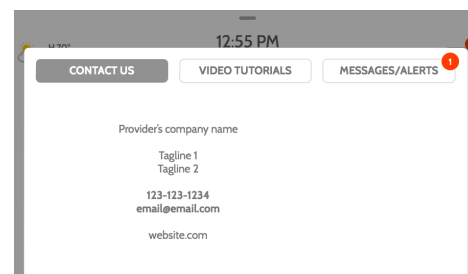 12:55 PM
H 70°
CONTACT US
VIDEO TUTORIALS
MESSAGES/ALERTS
1
Provider's company name
Tagline 1
Tagline 2
123-123-1234
email@email.com
website.com